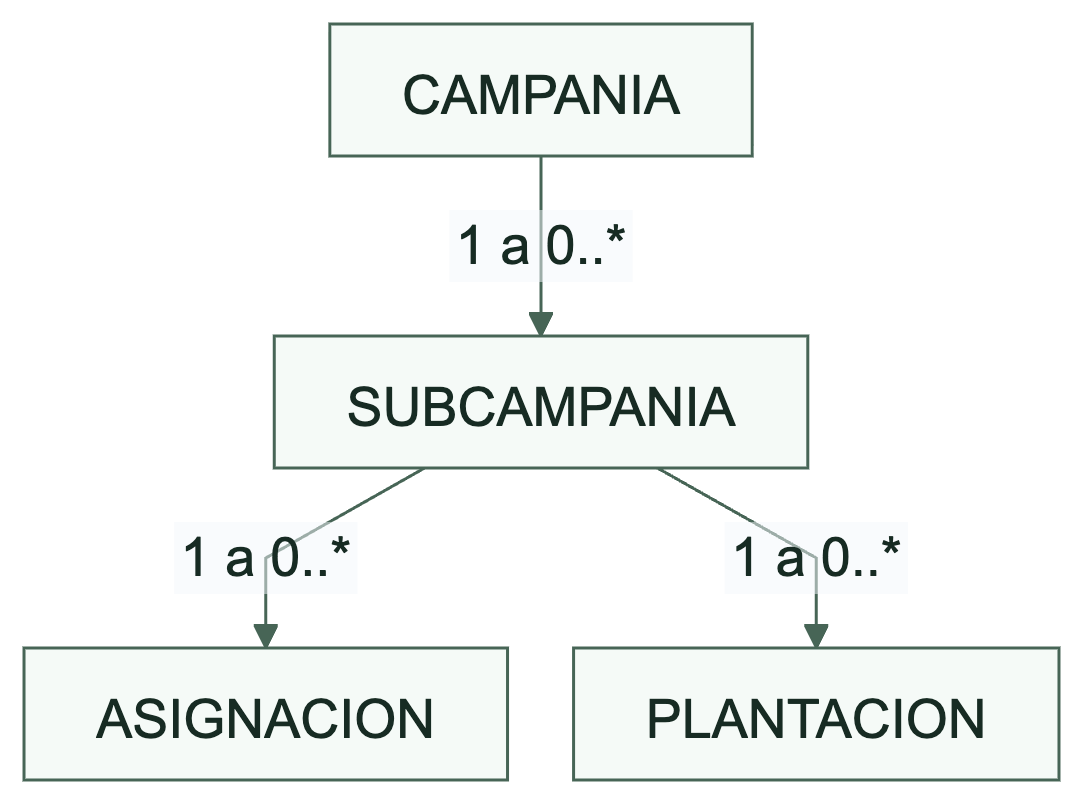 CAMPANIA
1 a 0..*
SUBCAMPANIA
1 a 0..*
1 a 0..*
ASIGNACION
PLANTACION